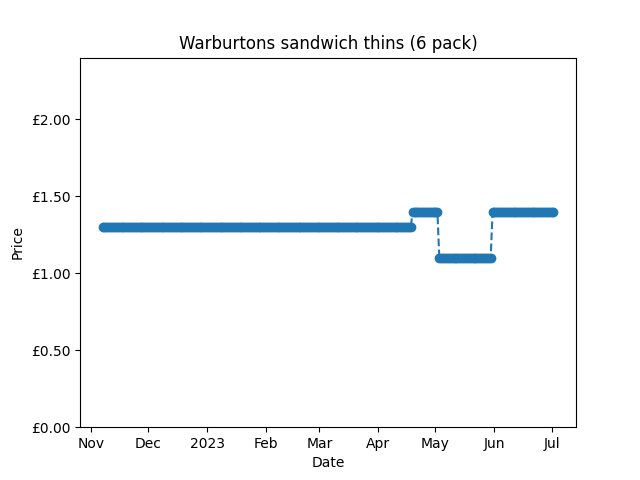 Warburtons sandwich thins (6 pack)
£2.00
£1.50
£1.00
£0.50
£0.00
Price
Nov Dec 2023 Feb Mar Apr May Jun Jul
Date